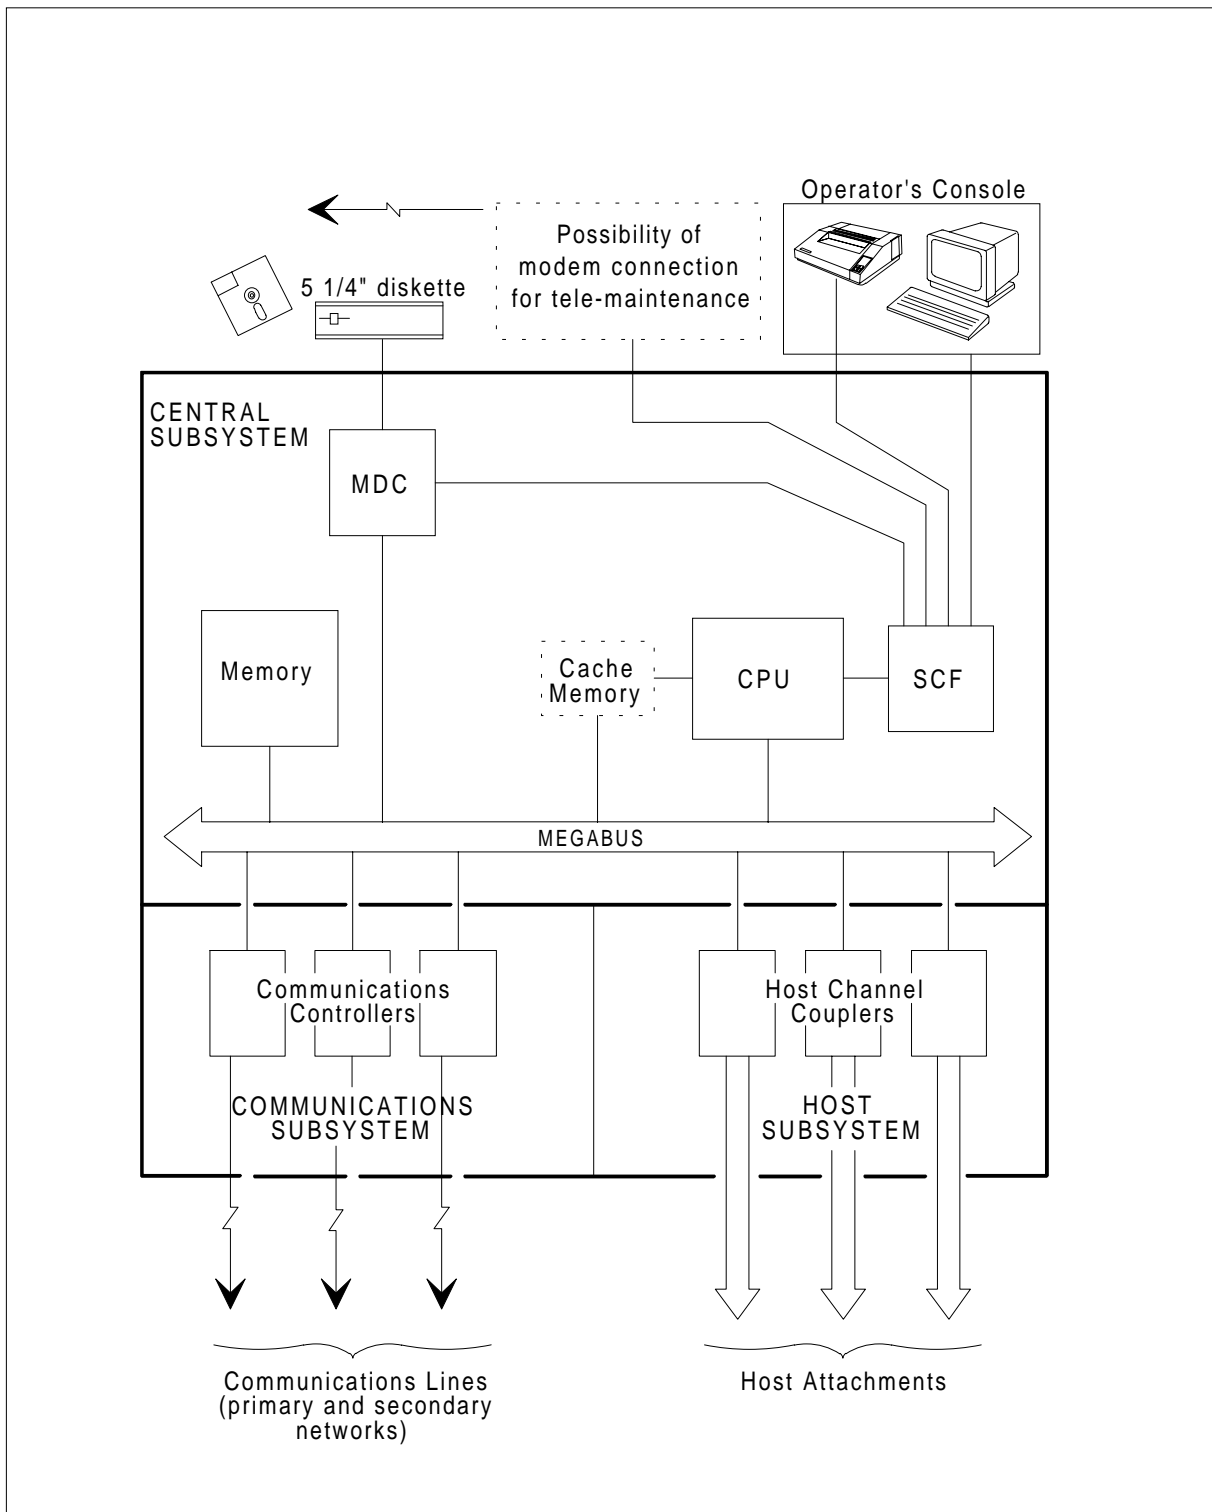 Operator's Console
Possibility of
modem connection
for tele-maintenance
5 1/4" diskette
CENTRAL
SUBSYSTEM
MDC
Memory
Cache
Memory
CPU
SCF
MEGABUS
Communications
Controllers
Host Channel
Couplers
COMMUNICATIONS
SUBSYSTEM
HOST
SUBSYSTEM
Communications Lines
(primary and secondary
networks)
Host Attachments